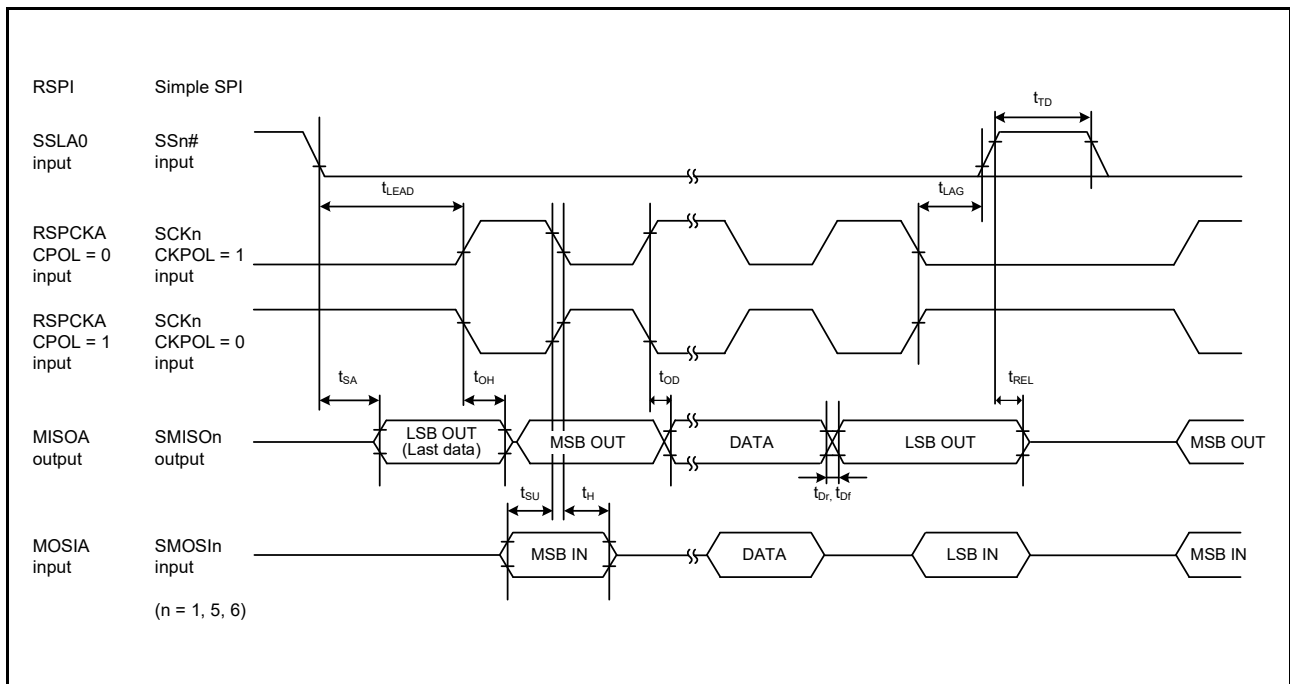 RSPI Simple SPI
tTD
SSLA0 SSn#
input input
tLEAD tLAG
RSPCKA SCKn
CPOL = 0 CKPOL = 1
input input
RSPCKA SCKn
CPOL = 1 CKPOL = 0
input input
tSA tOH tOD tREL
MISOA SMISOn
output output
LSB OUT
(Last data)
MSB OUT DATA LSB OUT MSB OUT
tSU tH tDr, tDf
MOSIA SMOSIn
input input
MSB IN DATA LSB IN MSB IN
(n = 1, 5, 6)